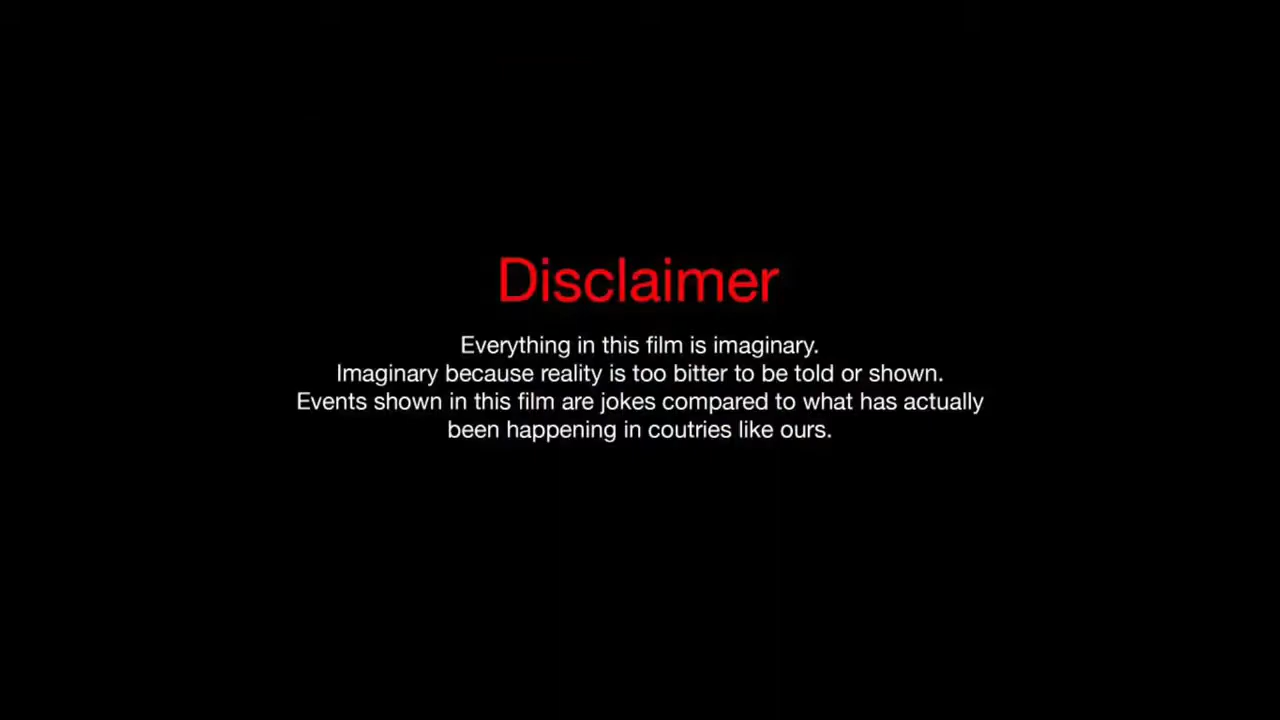 Disclaimer
Everything in this film is imaginary.
Imaginary because reality is too bitter to be told or shown.
Events shown in this film are jokes compared to what has actually
been happening in coutries like ours.